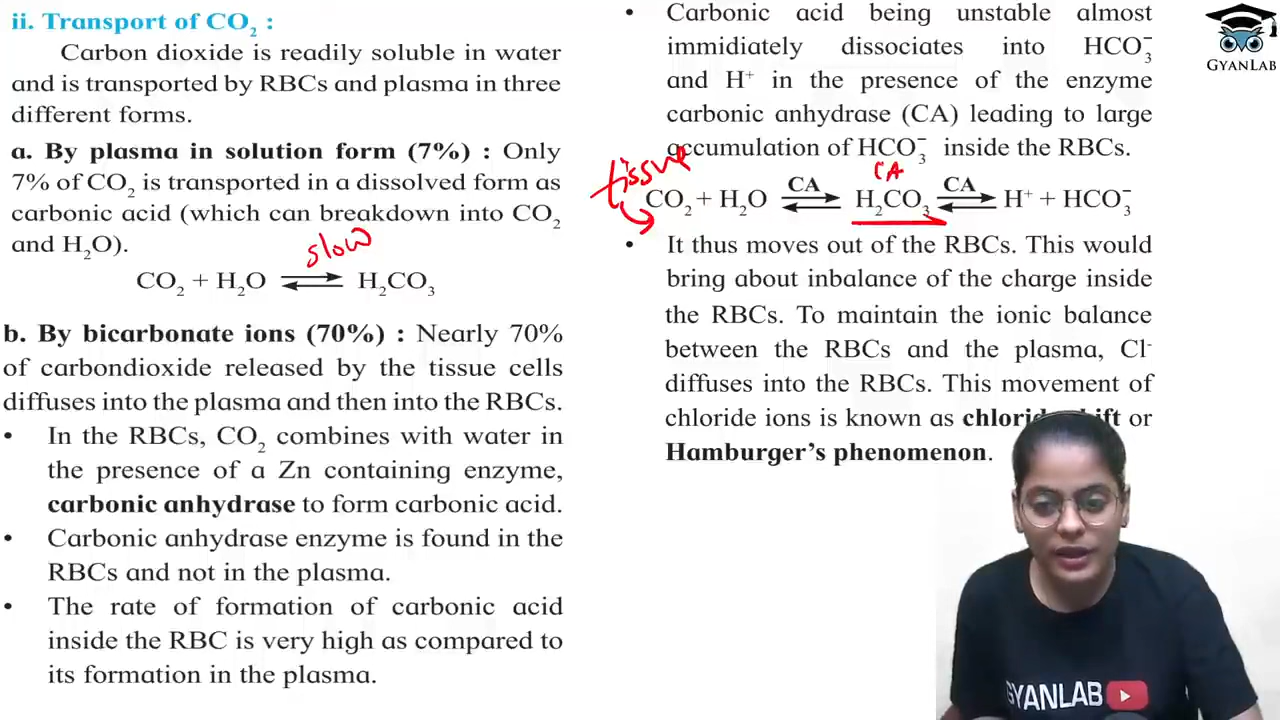 ii. Transport of CO₂ :
Carbon dioxide is readily soluble in water
and is transported by RBCs and plasma in three
different forms.
a. By plasma in solution form (7%) : Only
7% of CO₂ is transported in a dissolved form as
carbonic acid (which can breakdown into CO₂
and H₂O).
slow
CO₂ + H₂O ⇌ H₂CO₃
b. By bicarbonate ions (70%) : Nearly 70%
of carbondioxide released by the tissue cells
diffuses into the plasma and then into the RBCs.
• In the RBCs, CO₂ combines with water in
the presence of a Zn containing enzyme,
carbonic anhydrase to form carbonic acid.
• Carbonic anhydrase enzyme is found in the
RBCs and not in the plasma.
• The rate of formation of carbonic acid
inside the RBC is very high as compared to
its formation in the plasma.
• Carbonic acid being unstable almost
immidiately dissociates into HCO₃⁻
and H⁺ in the presence of the enzyme
carbonic anhydrase (CA) leading to large
accumulation of HCO₃⁻ inside the RBCs.
tissue
CA
CA CA
CO₂ + H₂O ⇌ H₂CO₃ ⇌ H⁺ + HCO₃⁻
• It thus moves out of the RBCs. This would
bring about inbalance of the charge inside
the RBCs. To maintain the ionic balance
between the RBCs and the plasma, Cl⁻
diffuses into the RBCs. This movement of
chloride ions is known as chloride shift or
Hamburger's phenomenon.
GYANLAB
GYANLAB